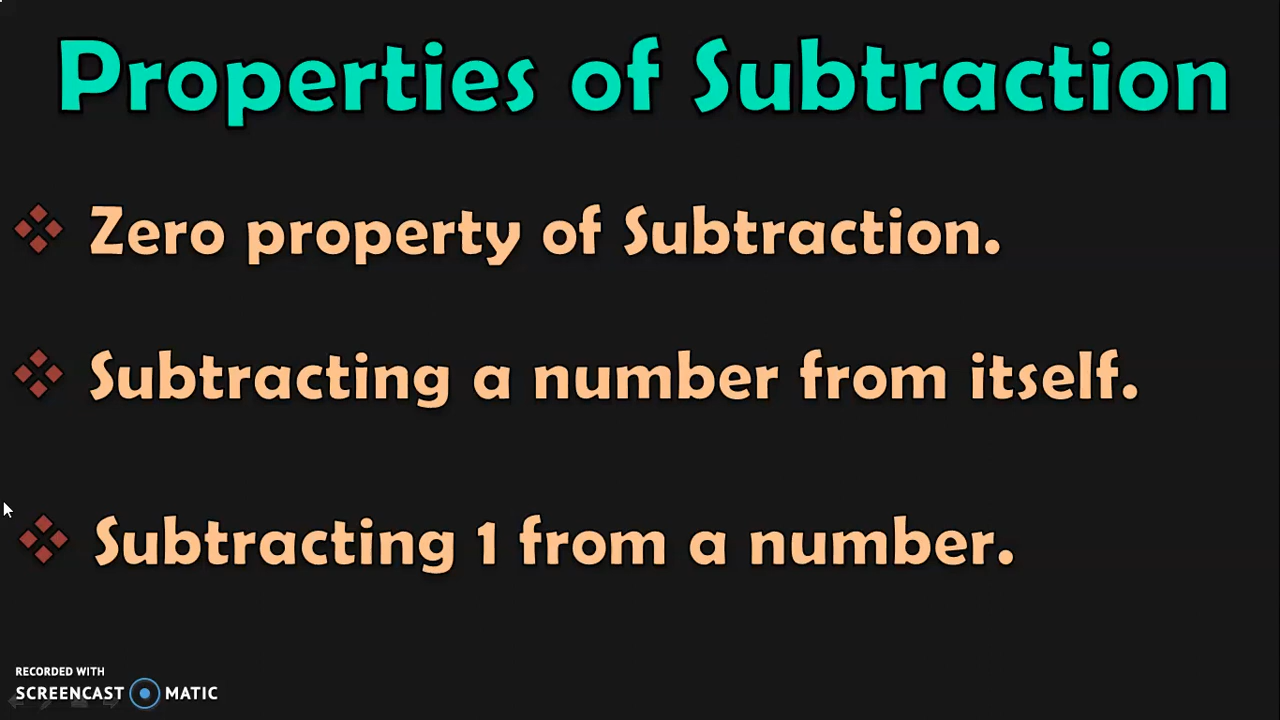 Properties of Subtraction
Zero property of Subtraction.
Subtracting a number from itself.
Subtracting 1 from a number.
RECORDED WITH
SCREENCAST MATIC